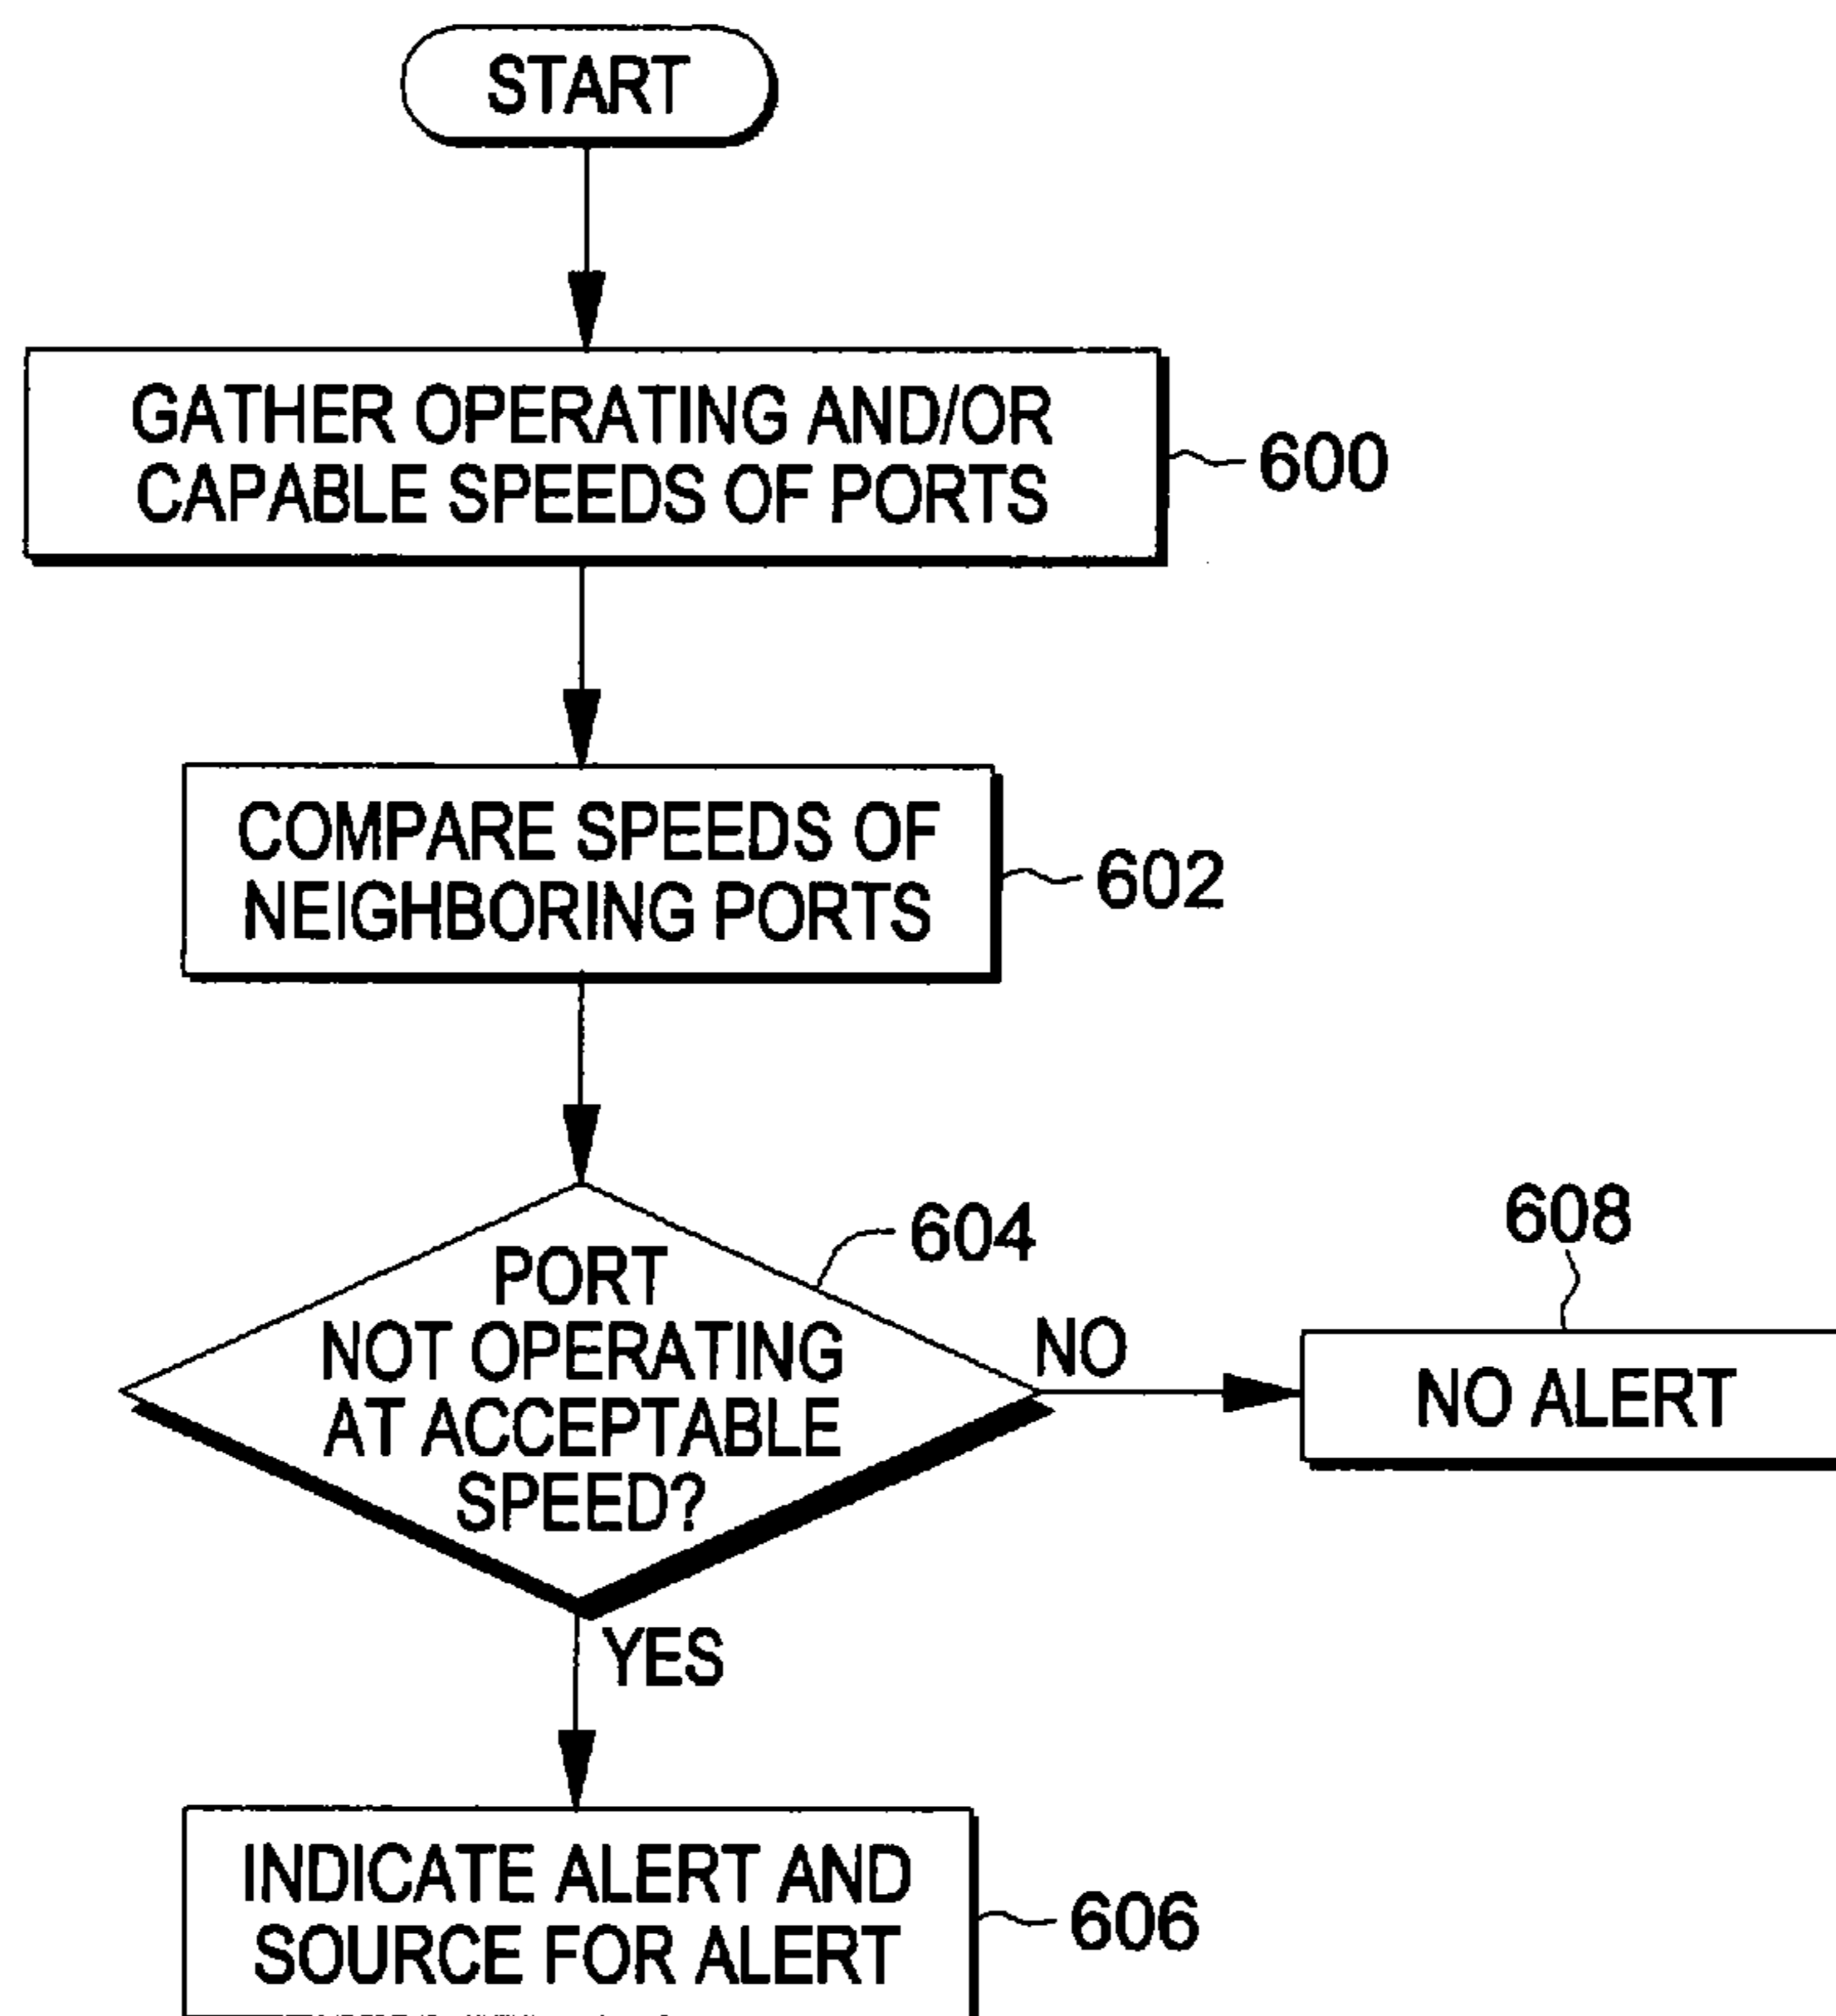 START
GATHER OPERATING AND/OR
CAPABLE SPEEDS OF PORTS
600
COMPARE SPEEDS OF
NEIGHBORING PORTS
602
604
PORT
NOT OPERATING
AT ACCEPTABLE
SPEED?
NO
608
NO ALERT
YES
INDICATE ALERT AND
SOURCE FOR ALERT
606